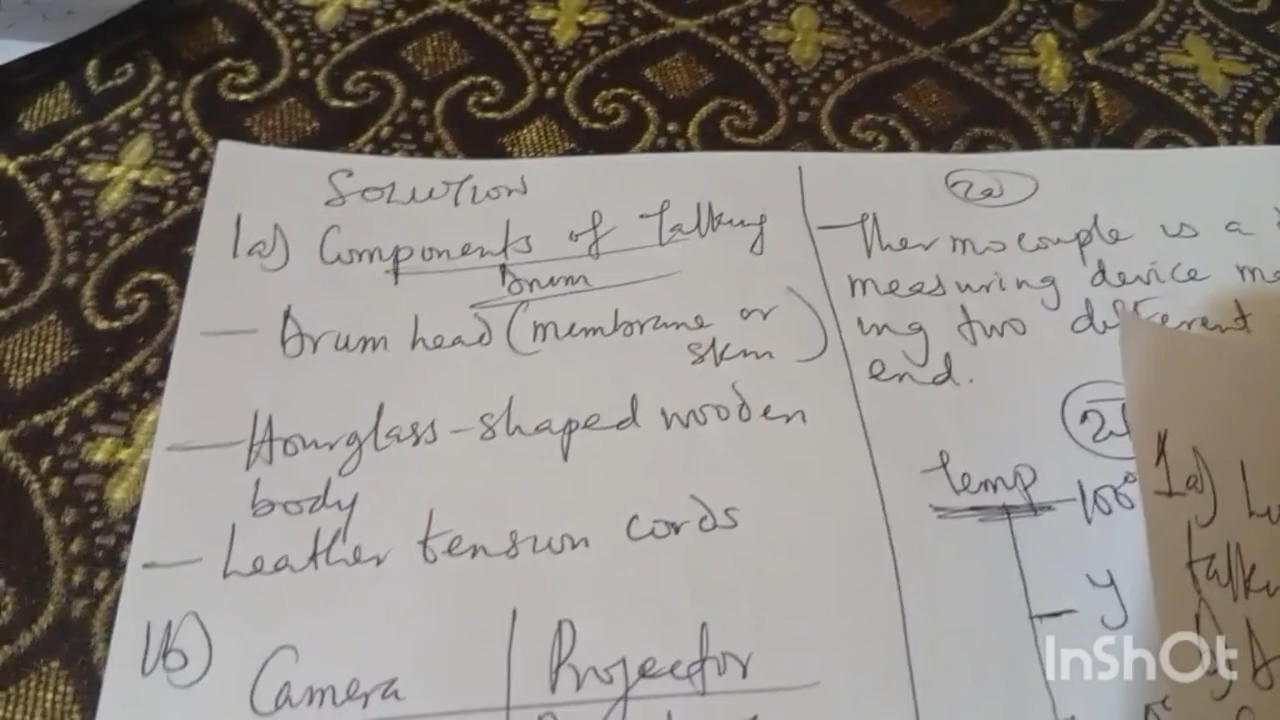 SOLUTION
1a) Components of talking
Drum
— Drum head (membrane or
skin)
— Hourglass-shaped wooden
body
— Leather tension cords
1b)
Camera | Projector
2a)
Thermocouple is a
measuring device
ing two different
end.
Temp
100°
y
1a)
InShOt